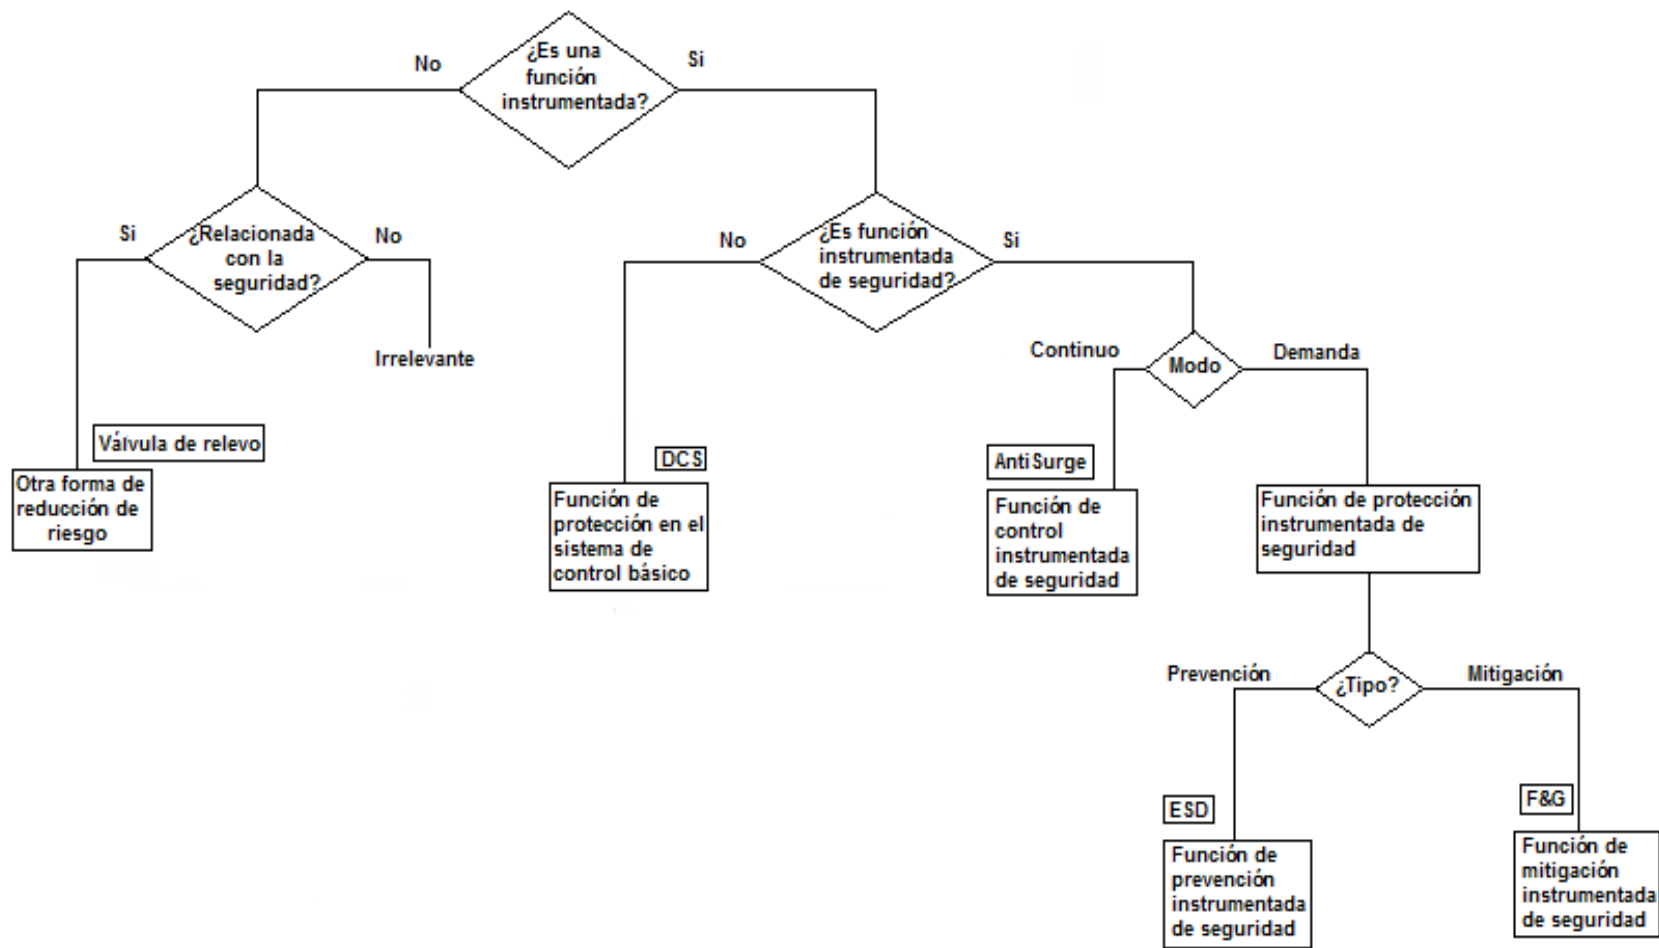 ¿Es una
función
instrumentada?
No
Si
¿Relacionada
con la
seguridad?
Si
No
Irrelevante
¿Es función
instrumentada
de seguridad?
No
Si
Modo
Continuo
Demanda
Válvula de relevo
Otra forma de
reducción de
riesgo
DCS
Función de
protección en el
sistema de
control básico
AntiSurge
Función de
control
instrumentada
de seguridad
Función de protección
instrumentada de
seguridad
¿Tipo?
Prevención
Mitigación
ESD
Función de
prevención
instrumentada
de seguridad
F&G
Función de
mitigación
instrumentada
de seguridad